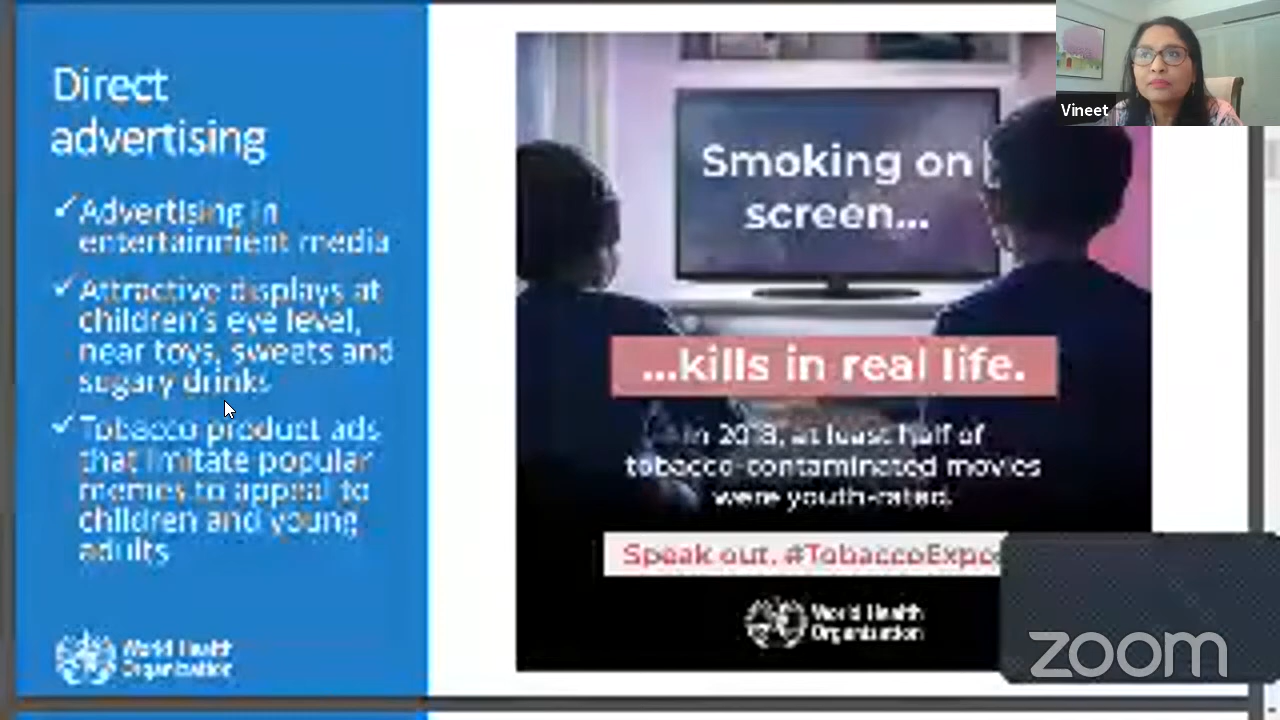 Direct
advertising
✓ Advertising in
entertainment media
✓ Attractive displays at
children's eye level,
near toys, sweets and
sugary drinks
✓ Tobacco product ads
that imitate popular
memes to appeal to
children and young
adults
World Health
Organization
Smoking on
screen...
...kills in real life.
In 2018, at least half of
tobacco-contaminated movies
were youth-rated.
Speak out. #TobaccoExpo
World Health
Organization
Vineet
zoom